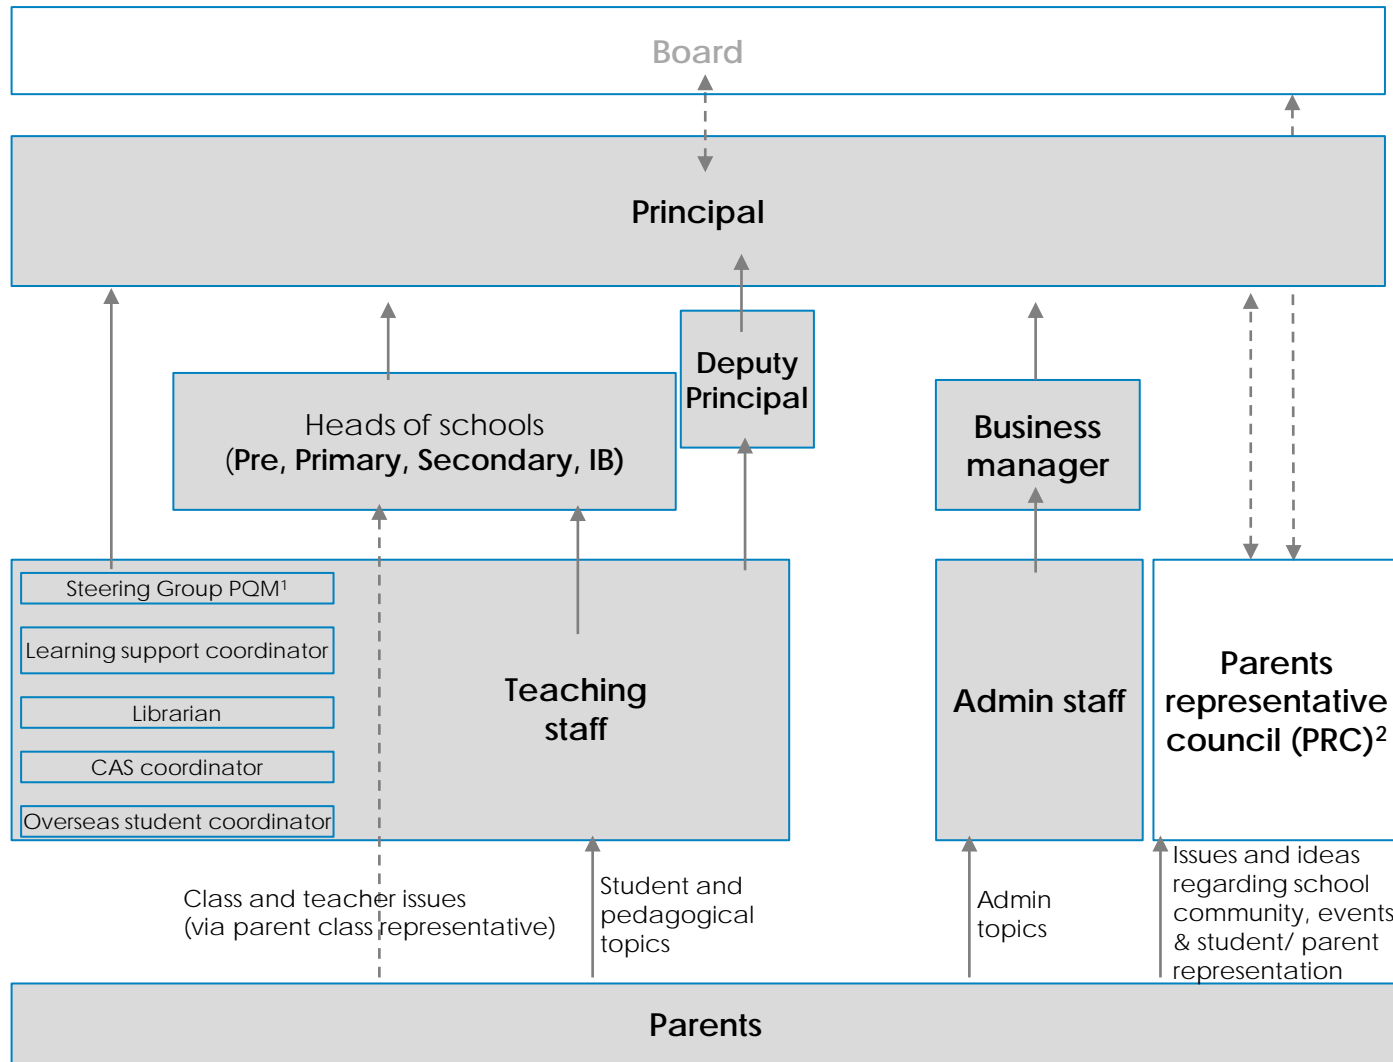 Board
Principal
Deputy
Principal
Heads of schools
(Pre, Primary, Secondary, IB)
Business
manager
Steering Group PQM¹
Learning support coordinator
Librarian
CAS coordinator
Overseas student coordinator
Teaching
staff
Admin staff
Parents
representative
council (PRC)²
Class and teacher issues
(via parent class representative)
Student and
pedagogical
topics
Admin
topics
Issues and ideas
regarding school
community, events
& student/ parent
representation
Parents